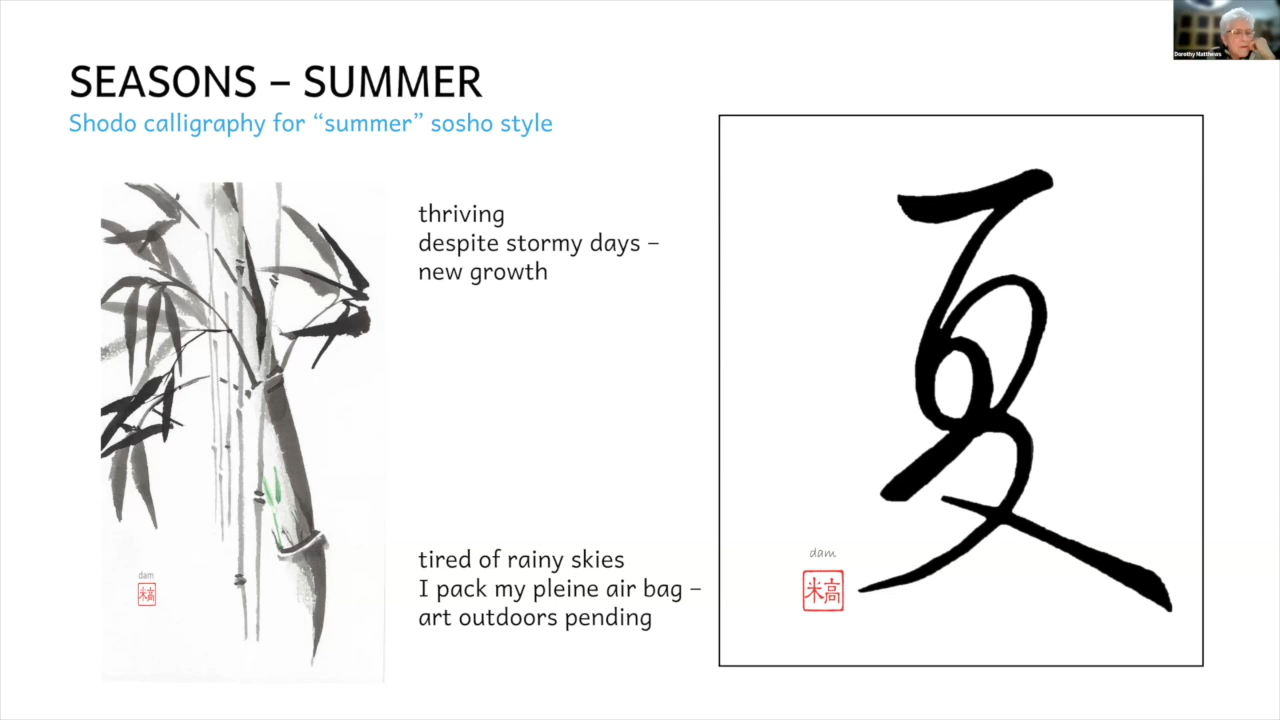 Dorothy Matthews
SEASONS – SUMMER
Shodo calligraphy for “summer” sosho style
thriving
despite stormy days –
new growth
tired of rainy skies
I pack my pleine air bag –
art outdoors pending
dam
夏
dam